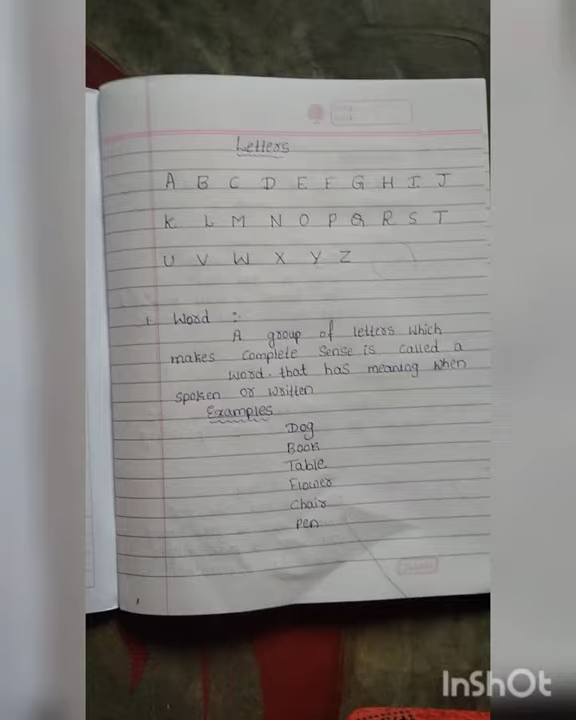 Letters
A B C D E F G H I J
K L M N O P Q R S T
U V W X Y Z
1. Word :-
A group of letters which
makes complete sense is called a
word. that has meaning when
spoken or written
Examples
Dog
Book
Table
Flower
Chair
pen
InShOt